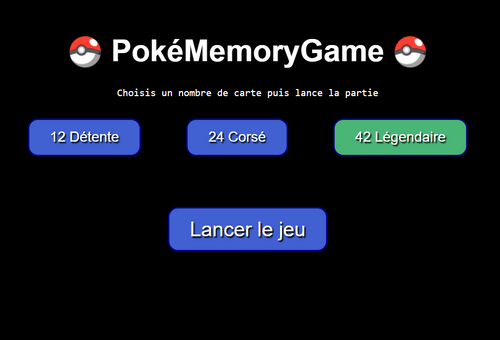 PokéMemoryGame
Choisis un nombre de carte puis lance la partie
12 Détente
24 Corsé
42 Légendaire
Lancer le jeu